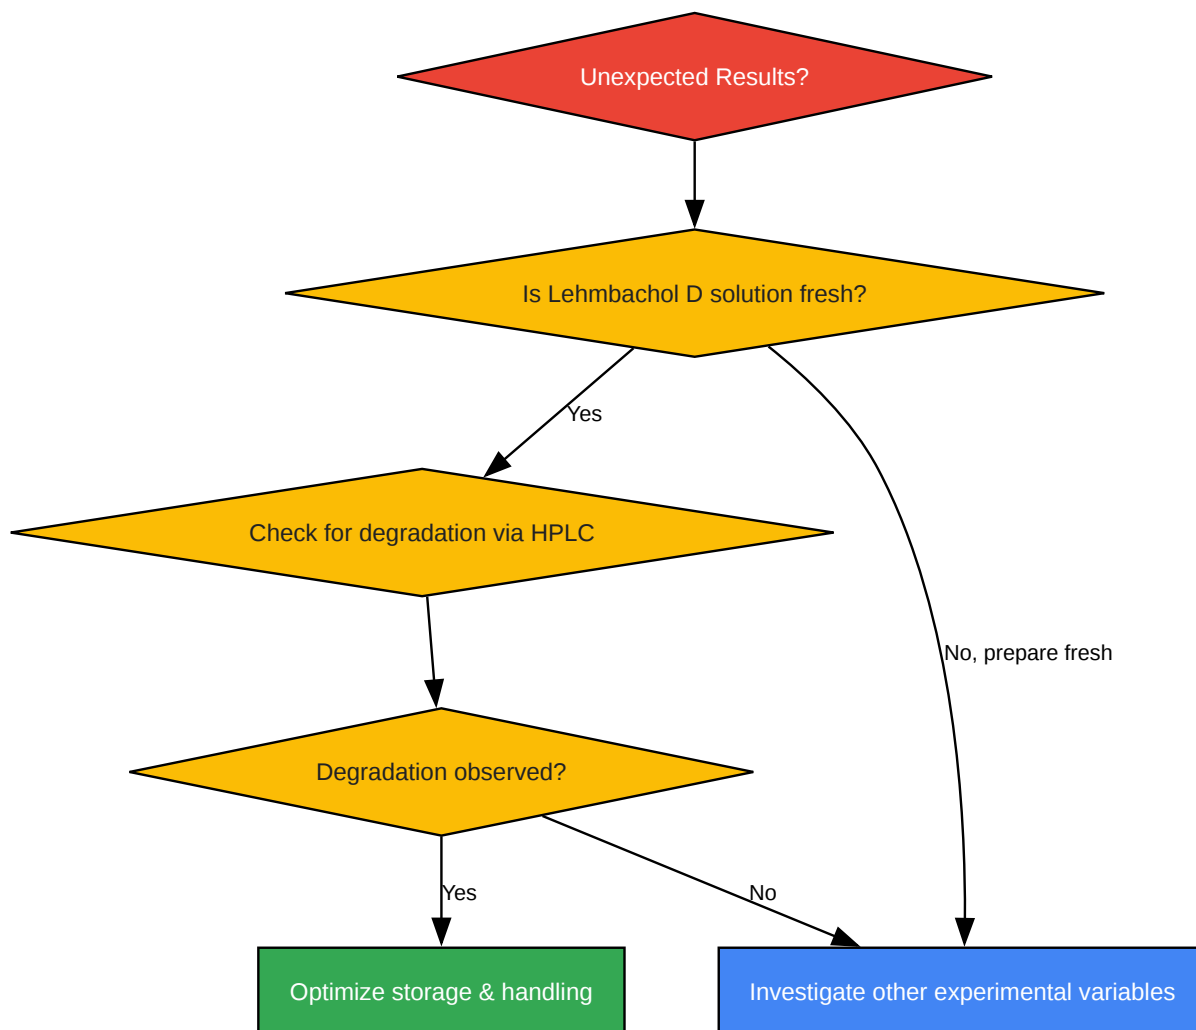 Unexpected Results?
Is Lehmbachol D solution fresh?
Yes
Check for degradation via HPLC
No, prepare fresh
Degradation observed?
Yes
No
Optimize storage & handling
Investigate other experimental variables